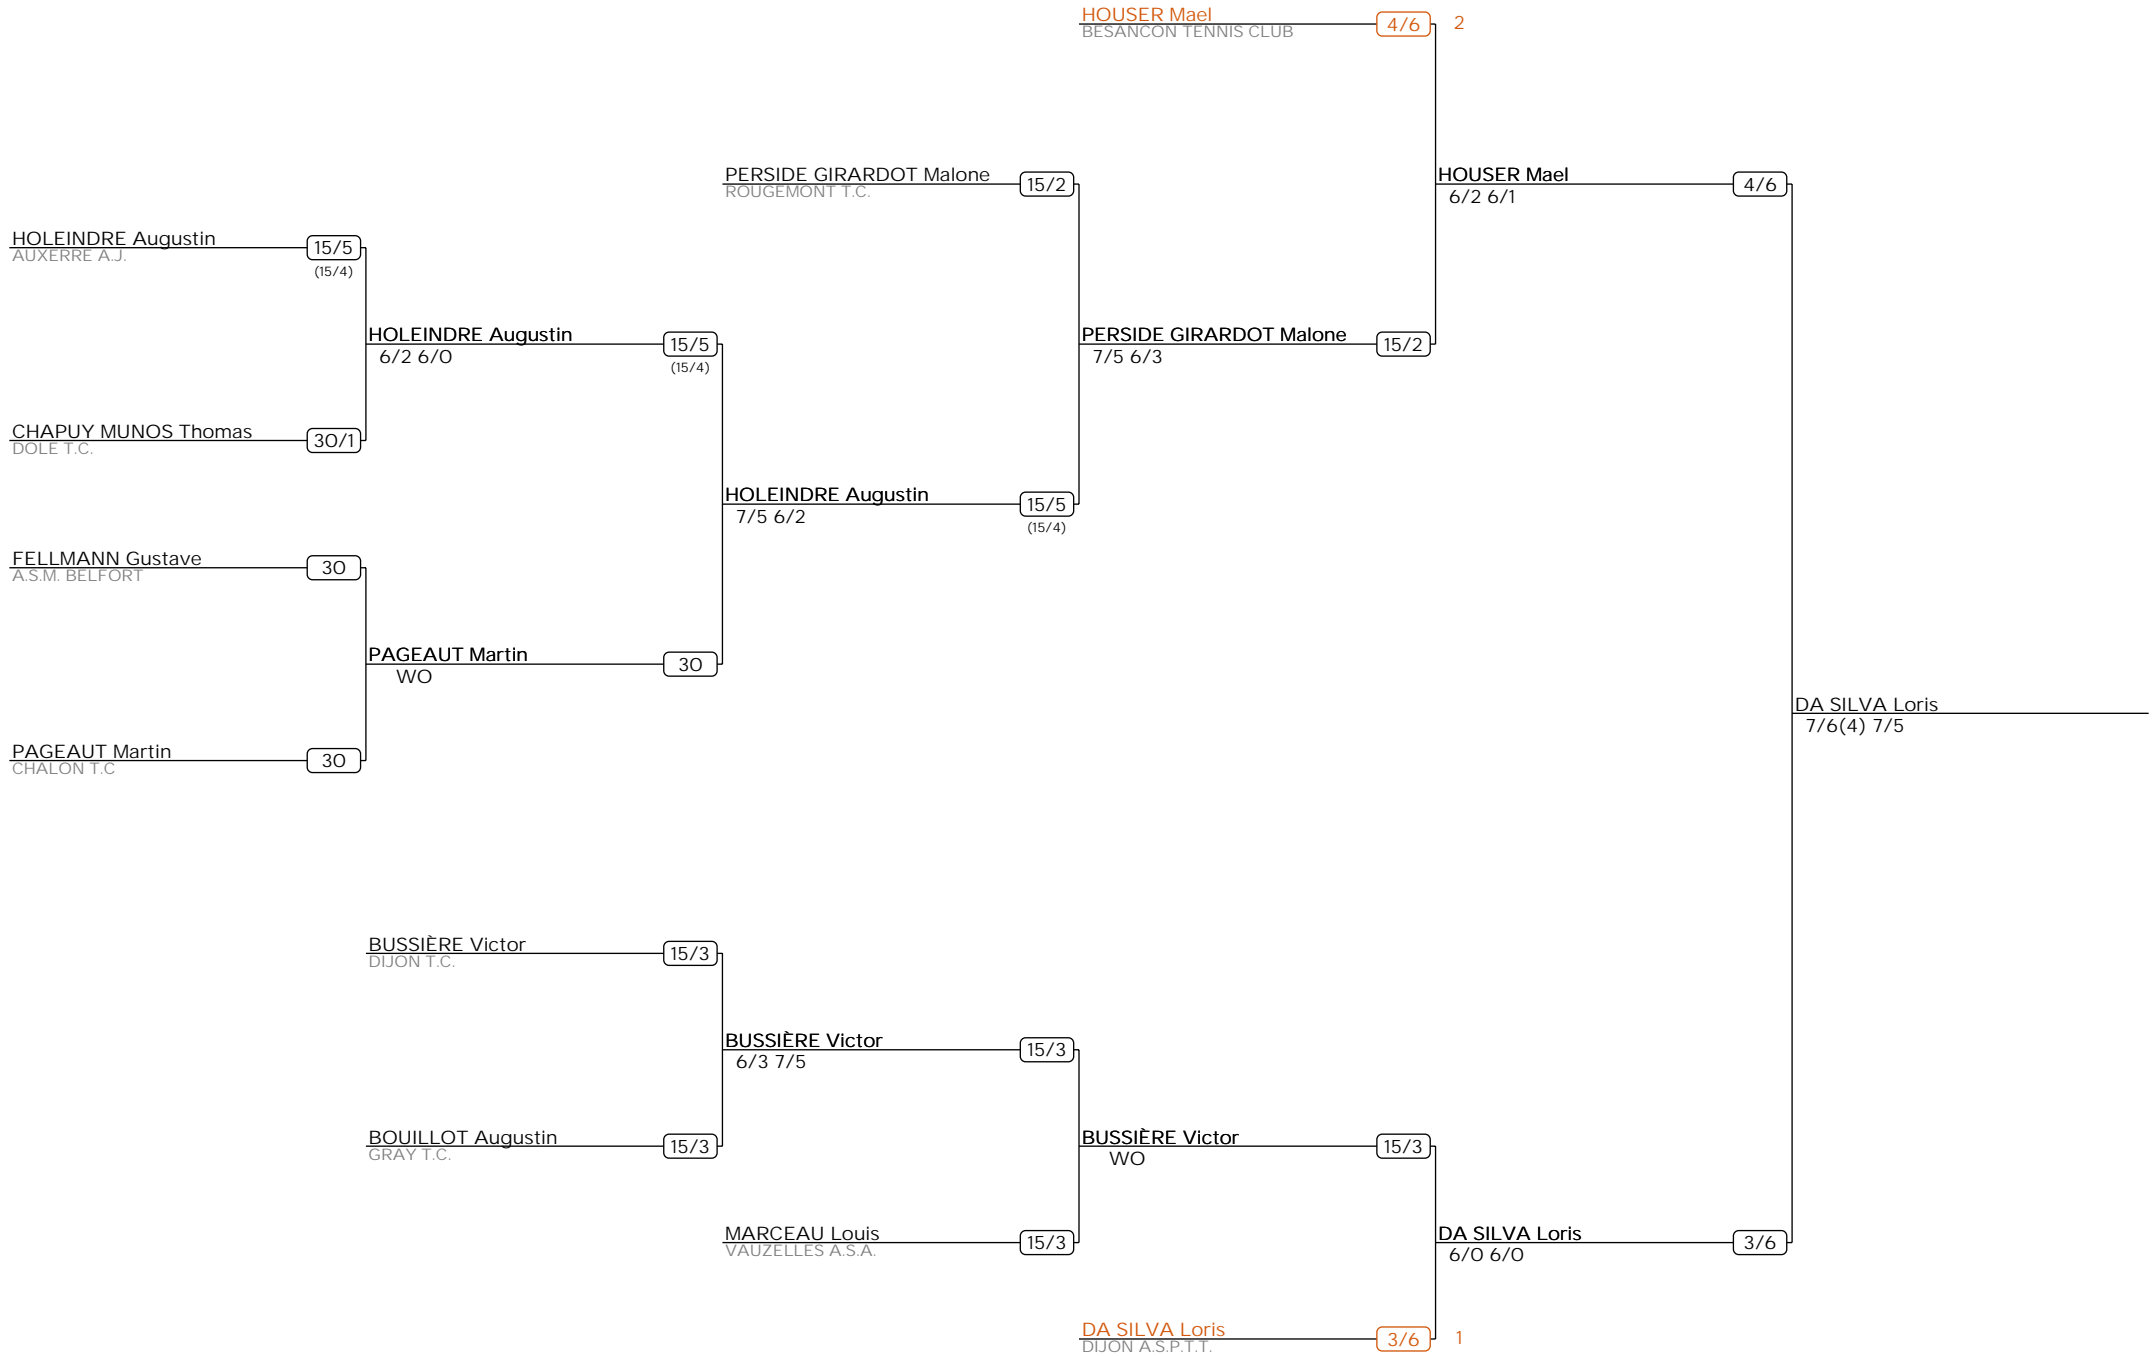 HOUSER Mael
BESANCON TENNIS CLUB
4/6
2
PERSIDE GIRARDOT Malone
ROUGEMONT T.C.
15/2
HOUSER Mael
6/2 6/1
4/6
HOLEINDRE Augustin
AUXERRE A.J.
15/5
(15/4)
HOLEINDRE Augustin
6/2 6/0
15/5
(15/4)
PERSIDE GIRARDOT Malone
7/5 6/3
15/2
CHAPUY MUNOS Thomas
DOLE T.C.
30/1
HOLEINDRE Augustin
7/5 6/2
15/5
(15/4)
FELLMANN Gustave
A.S.M. BELFORT
30
PAGEAUT Martin
WO
30
DA SILVA Loris
7/6(4) 7/5
PAGEAUT Martin
CHALON T.C
30
BUSSIÈRE Victor
DIJON T.C.
15/3
BUSSIÈRE Victor
6/3 7/5
15/3
BOUILLOT Augustin
GRAY T.C.
15/3
BUSSIÈRE Victor
WO
15/3
MARCEAU Louis
VAUZELLES A.S.A.
15/3
DA SILVA Loris
6/0 6/0
3/6
DA SILVA Loris
DIJON A.S.P.T.T.
3/6
1